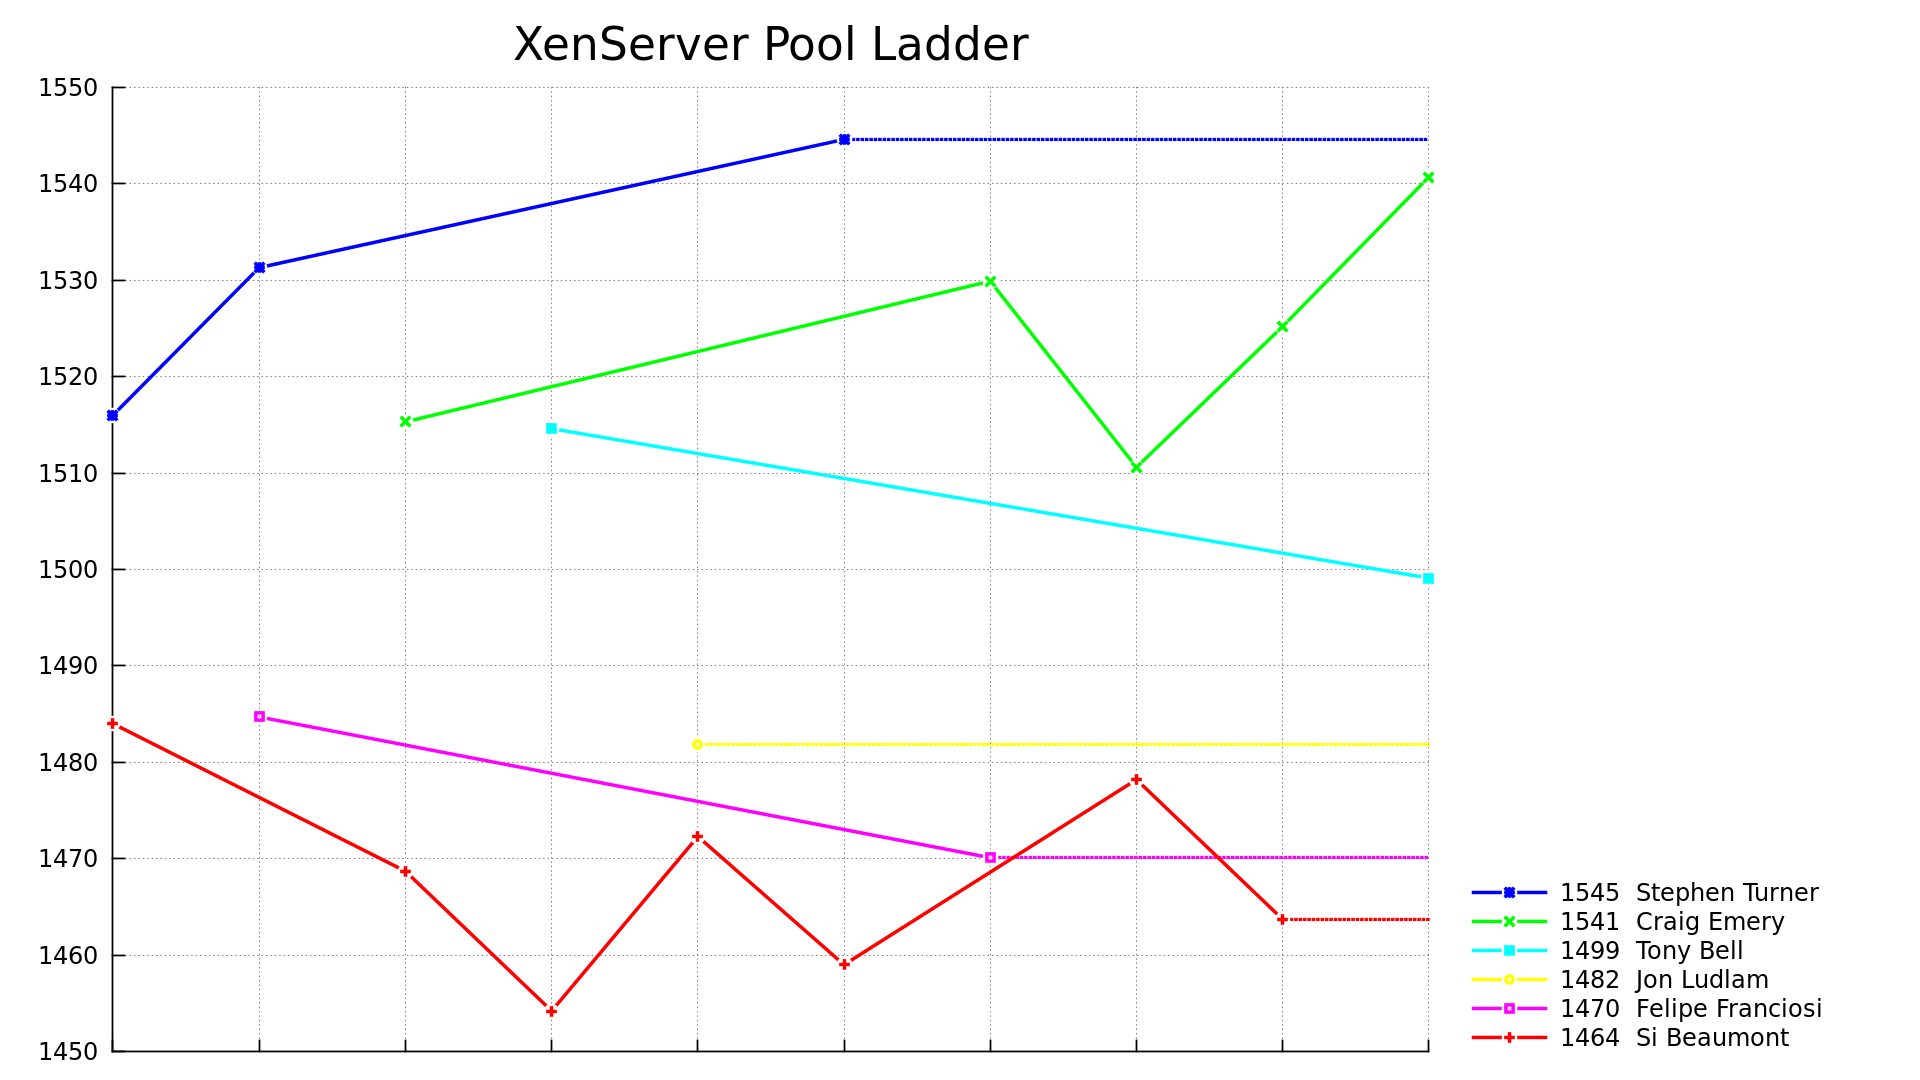 XenServer Pool Ladder
1550
1540
1530
1520
1510
1500
1490
1480
1470
1460
1450
1545 Stephen Turner
1541 Craig Emery
1499 Tony Bell
1482 Jon Ludlam
1470 Felipe Franciosi
1464 Si Beaumont